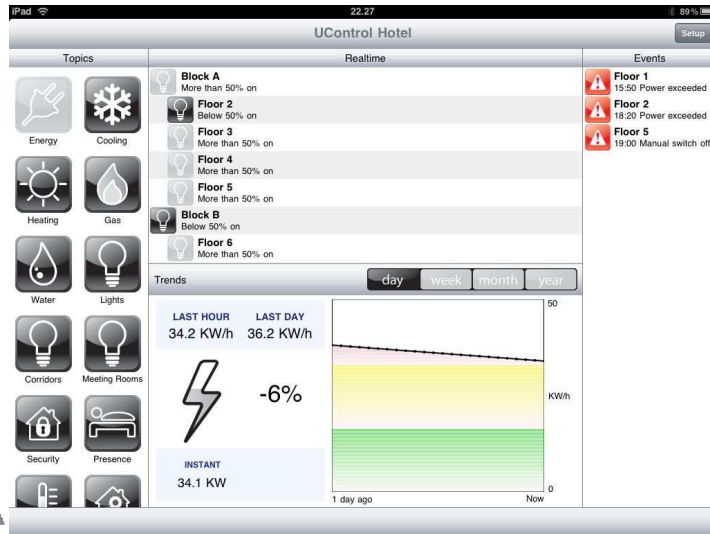 iPad
22.27
89%
UControl Hotel
Setup
Topics
Energy
Cooling
Heating
Gas
Water
Lights
Corridors
Meeting Rooms
Security
Presence
Realtime
Block A
More than 50% on
Floor 2
Below 50% on
Floor 3
More than 50% on
Floor 4
More than 50% on
Floor 5
More than 50% on
Block B
Below 50% on
Floor 6
More than 50% on
Trends
day week month year
LAST HOUR LAST DAY
34.2 KW/h 36.2 KW/h
-6%
INSTANT
34.1 KW
50
KW/h
0
1 day ago Now
Events
Floor 1
15:50 Power exceeded
Floor 2
18:20 Power exceeded
Floor 5
19:00 Manual switch off